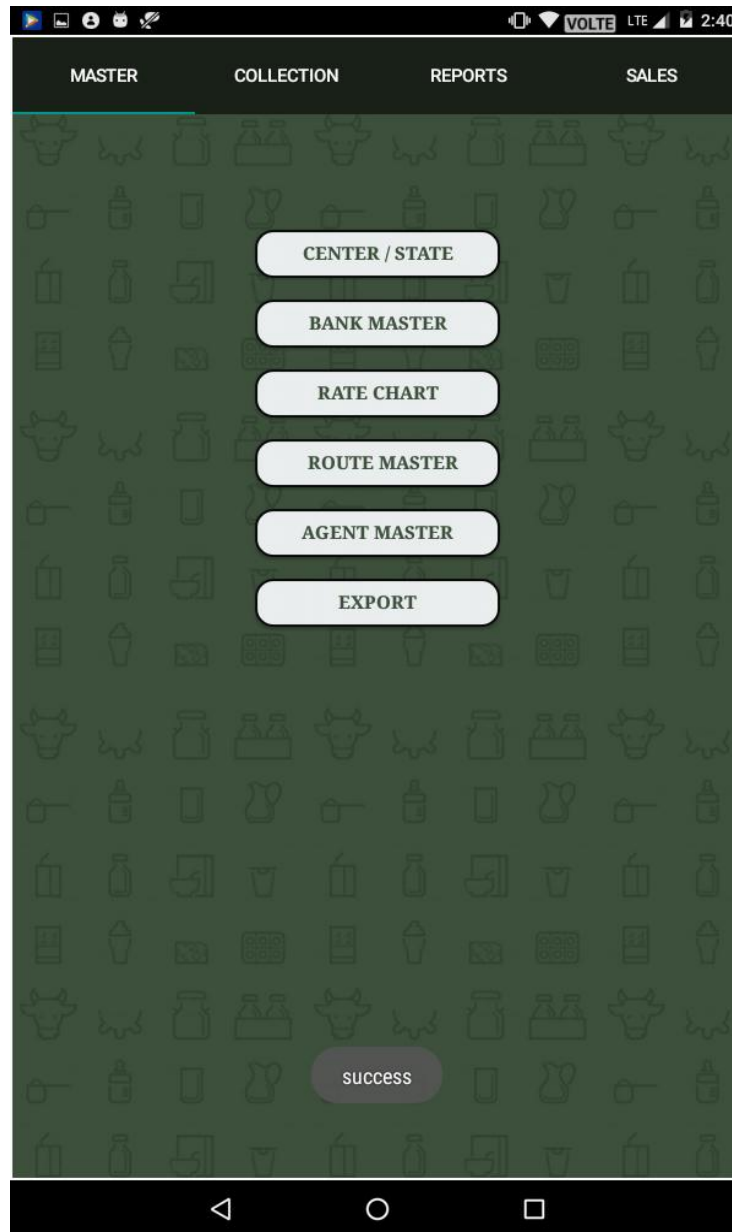 VOLTE LTE 2:40
MASTER COLLECTION REPORTS SALES
CENTER / STATE
BANK MASTER
RATE CHART
ROUTE MASTER
AGENT MASTER
EXPORT
success